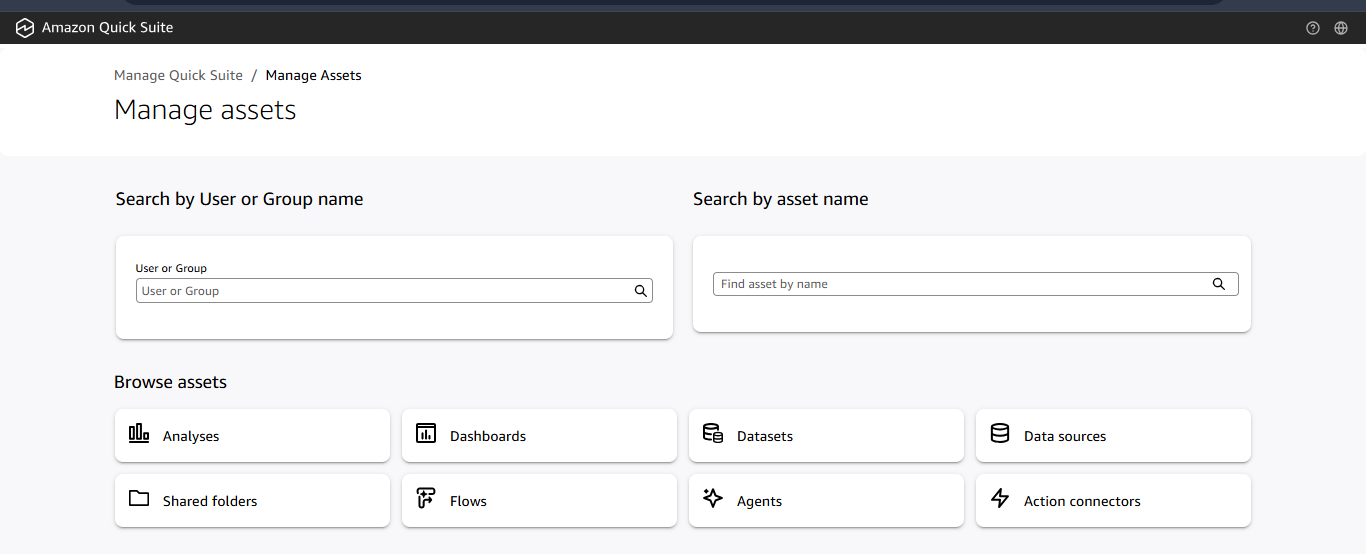 Amazon Quick Suite
Manage Quick Suite / Manage Assets
Manage assets
Search by User or Group name
User or Group
User or Group
Search by asset name
Find asset by name
Browse assets
Analyses
Dashboards
Datasets
Data sources
Shared folders
Flows
Agents
Action connectors